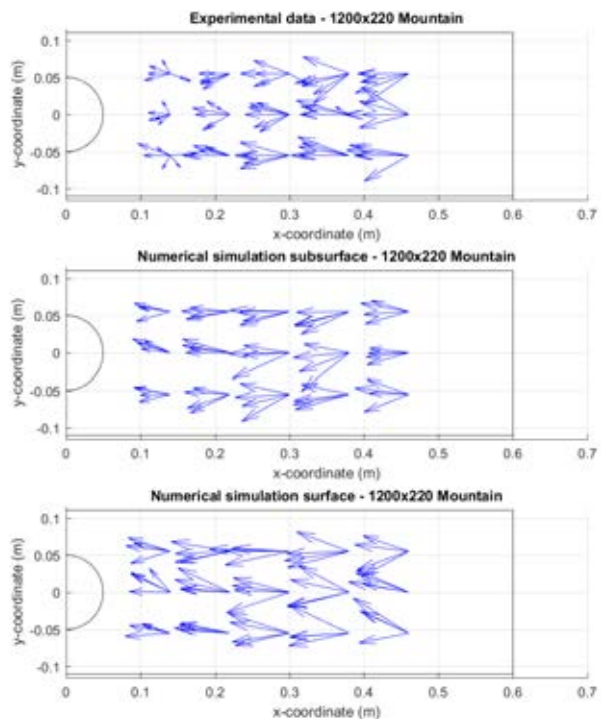 Experimental data - 1200x220 Mountain
0.1
0.05
0
-0.05
-0.1
y-coordinate (m)
0 0.1 0.2 0.3 0.4 0.5 0.6 0.7
x-coordinate (m)
Numerical simulation subsurface - 1200x220 Mountain
0.1
0.05
0
-0.05
-0.1
y-coordinate (m)
0 0.1 0.2 0.3 0.4 0.5 0.6 0.7
x-coordinate (m)
Numerical simulation surface - 1200x220 Mountain
0.1
0.05
0
-0.05
-0.1
y-coordinate (m)
0 0.1 0.2 0.3 0.4 0.5 0.6 0.7
x-coordinate (m)